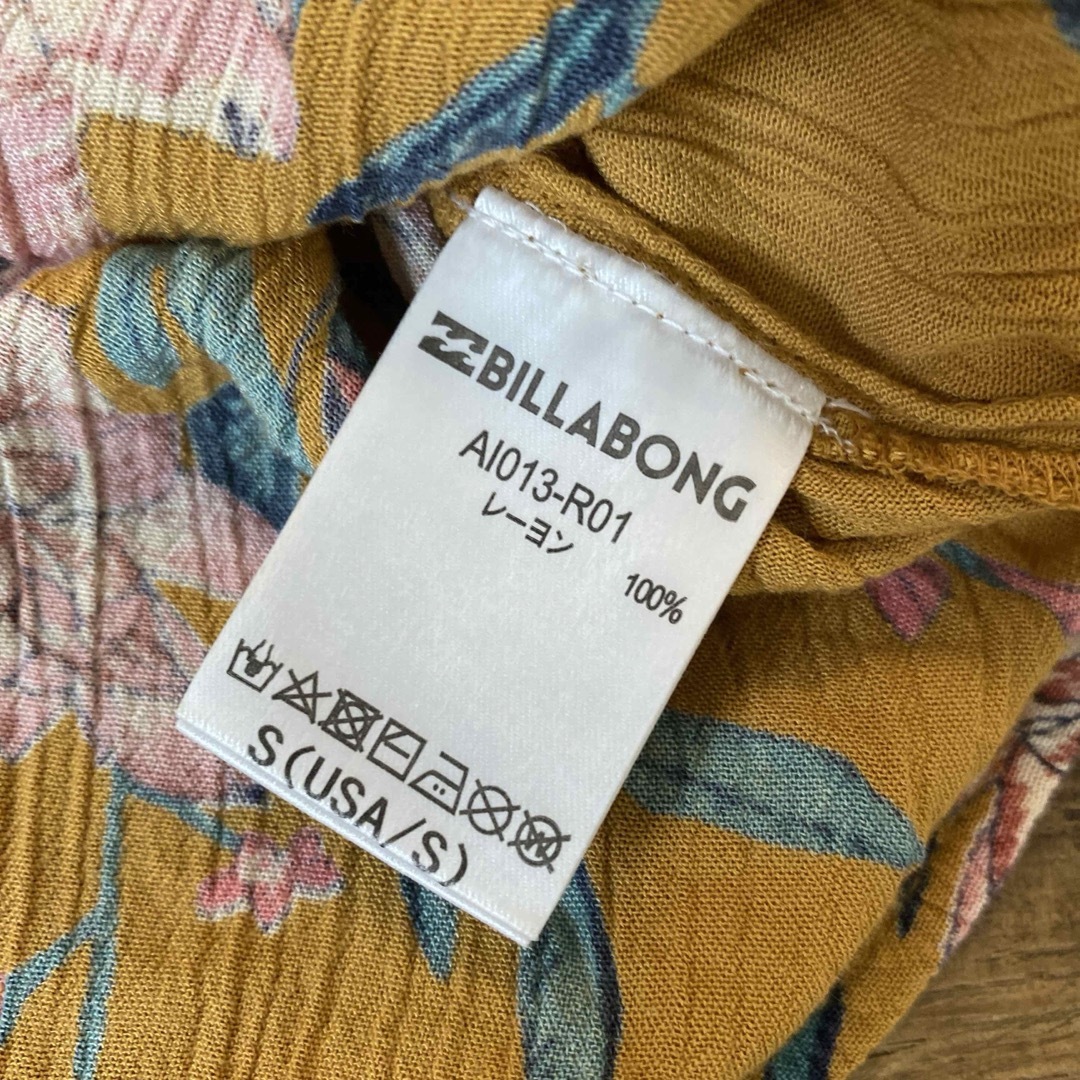 BILLABONG
AI013-R01
レーヨン
100%
S(USA/S)